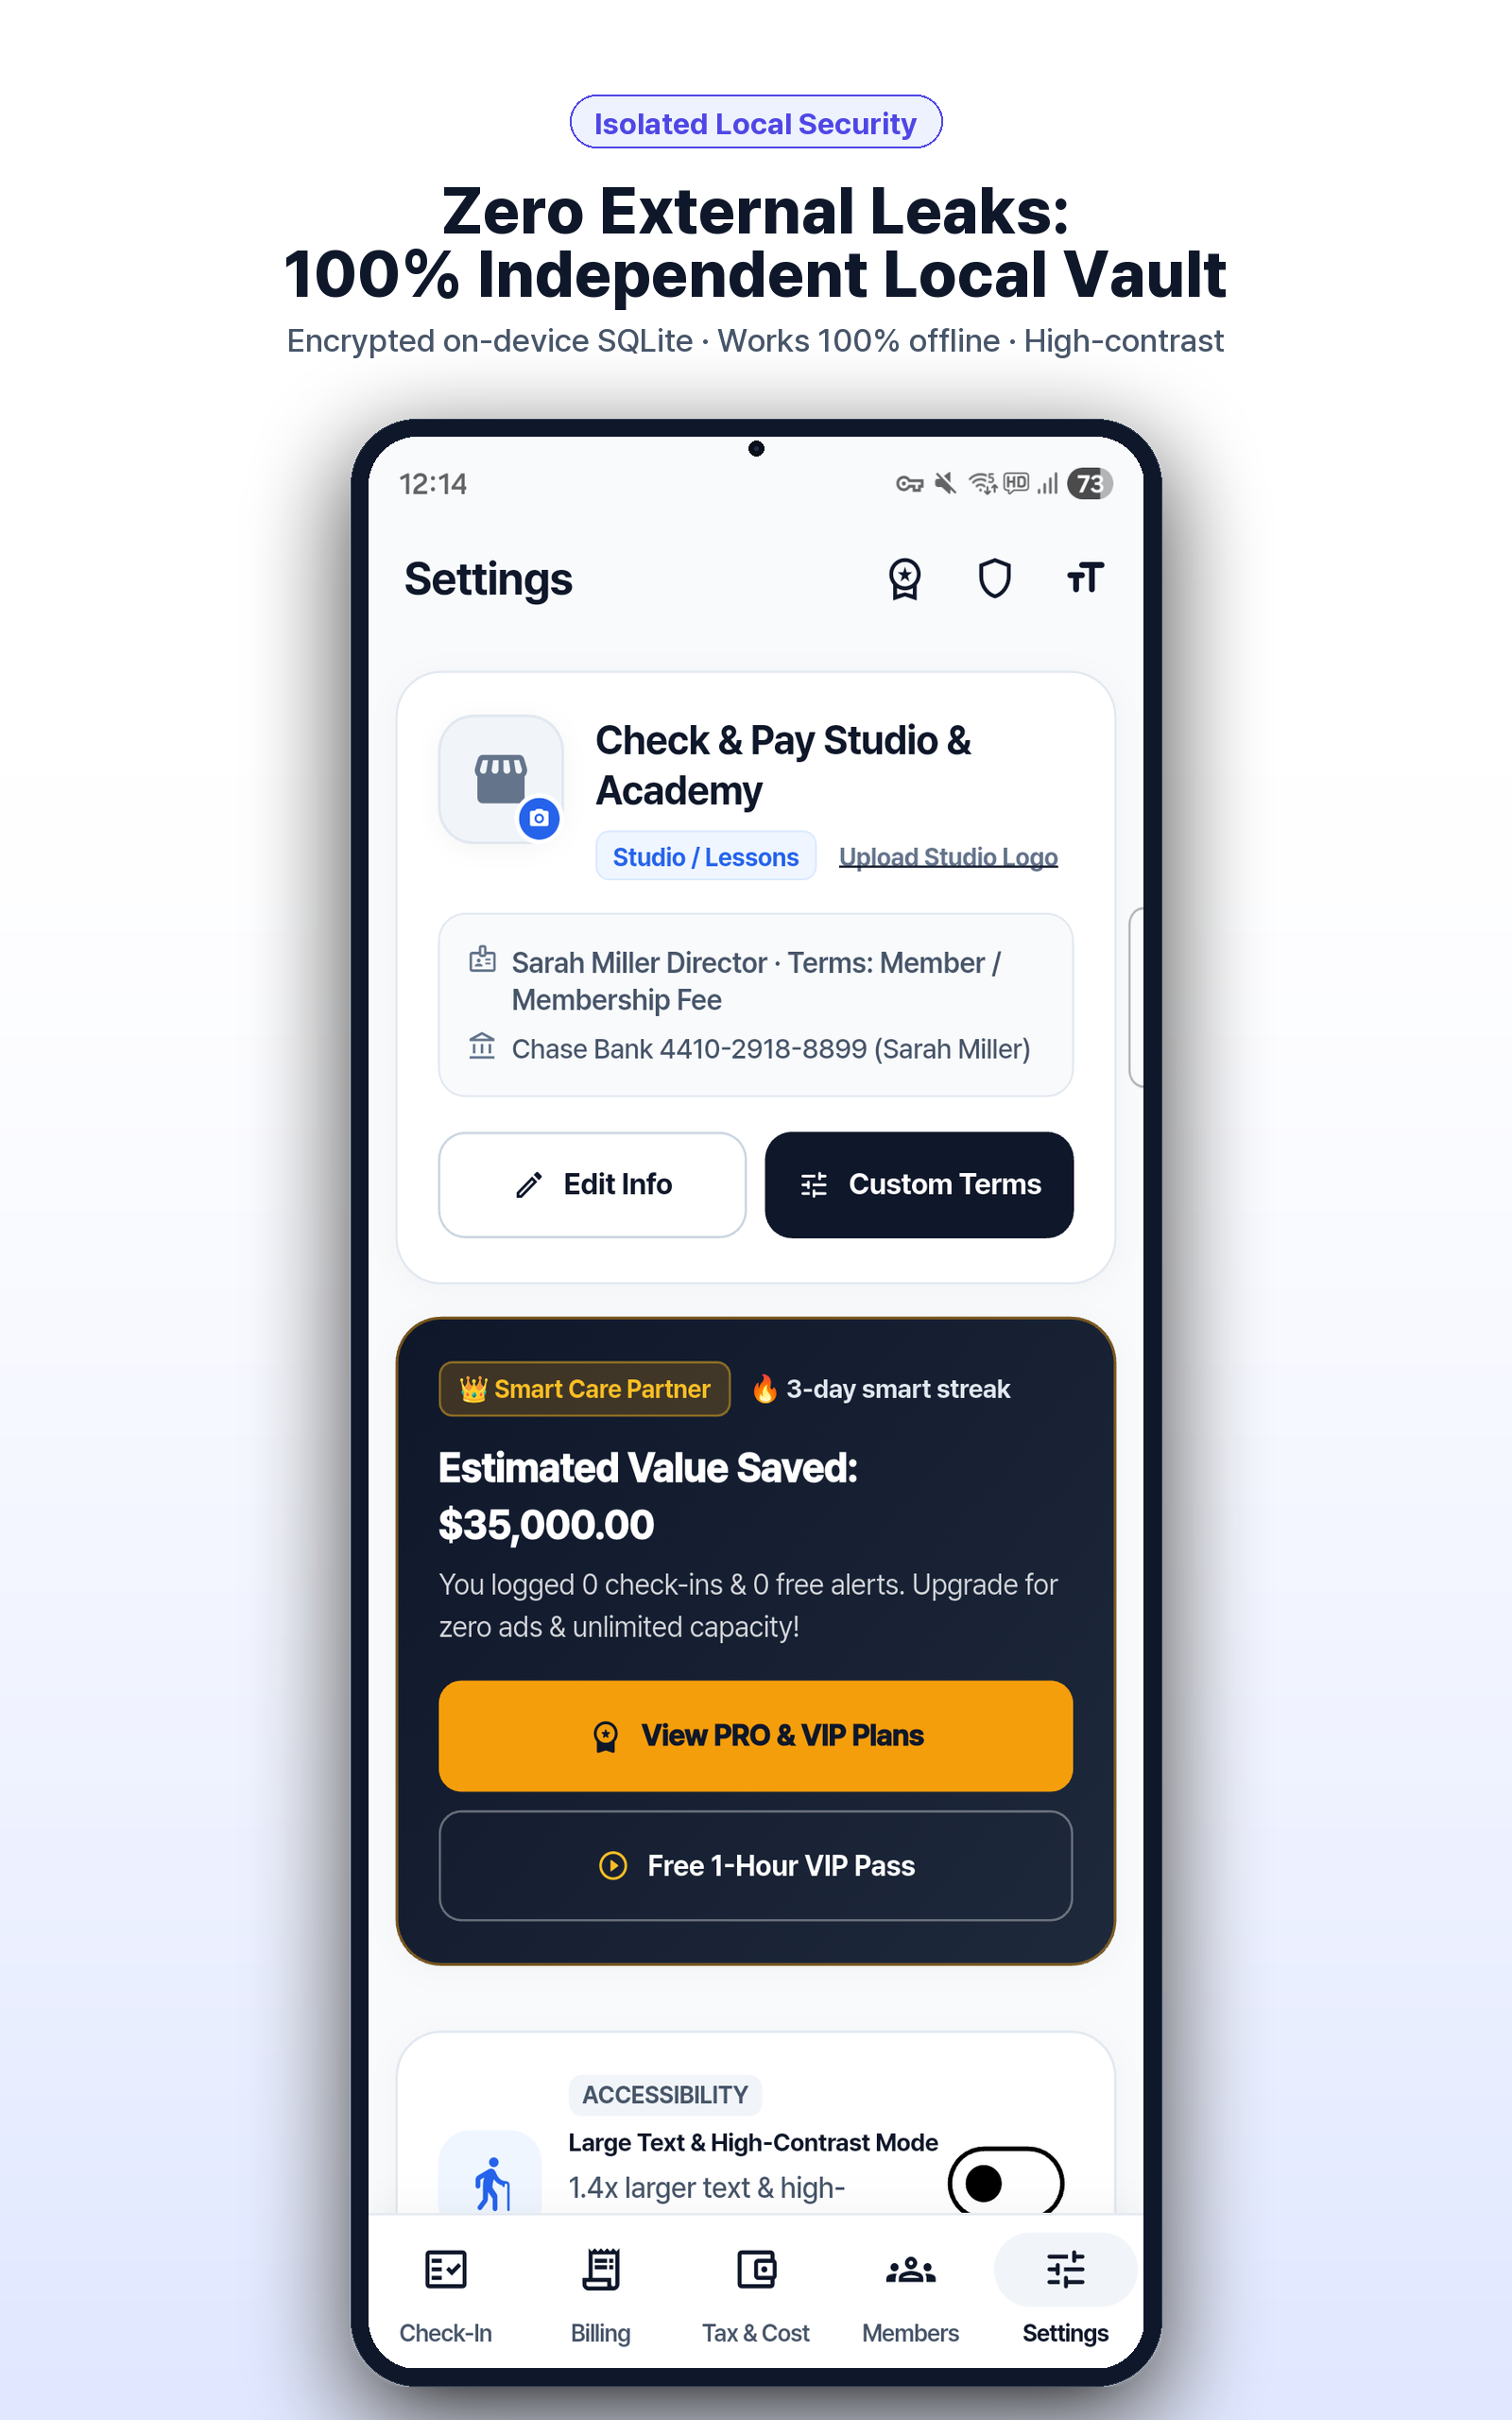 Isolated Local Security
Zero External Leaks:
100% Independent Local Vault
Encrypted on-device SQLite · Works 100% offline · High-contrast
12:14
5
HD
73
Settings
Check & Pay Studio &
Academy
Studio / Lessons
Upload Studio Logo
Sarah Miller Director · Terms: Member /
Membership Fee
Chase Bank 4410-2918-8899 (Sarah Miller)
Edit Info
Custom Terms
👑 Smart Care Partner
🔥 3-day smart streak
Estimated Value Saved:
$35,000.00
You logged 0 check-ins & 0 free alerts. Upgrade for
zero ads & unlimited capacity!
View PRO & VIP Plans
Free 1-Hour VIP Pass
ACCESSIBILITY
Large Text & High-Contrast Mode
1.4x larger text & high-
Check-In
Billing
Tax & Cost
Members
Settings